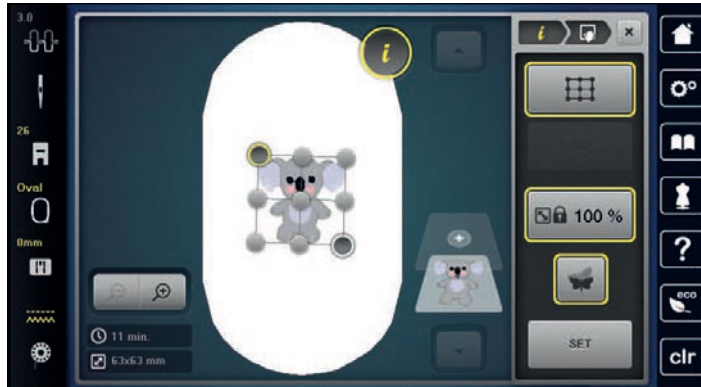 3.0
26
Oval
0mm
i
i
100 %
11 min.
63x63 mm
SET
?
eco
clr